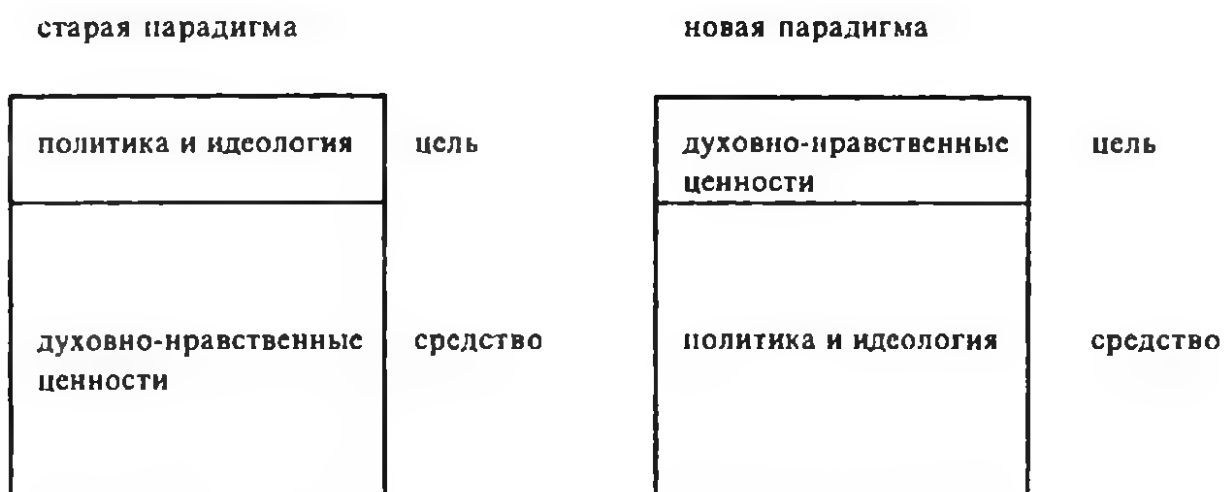 старая парадигма
новая парадигма
политика и идеология
цель
духовно-нравственные
ценности
цель
духовно-нравственные
ценности
средство
политика и идеология
средство